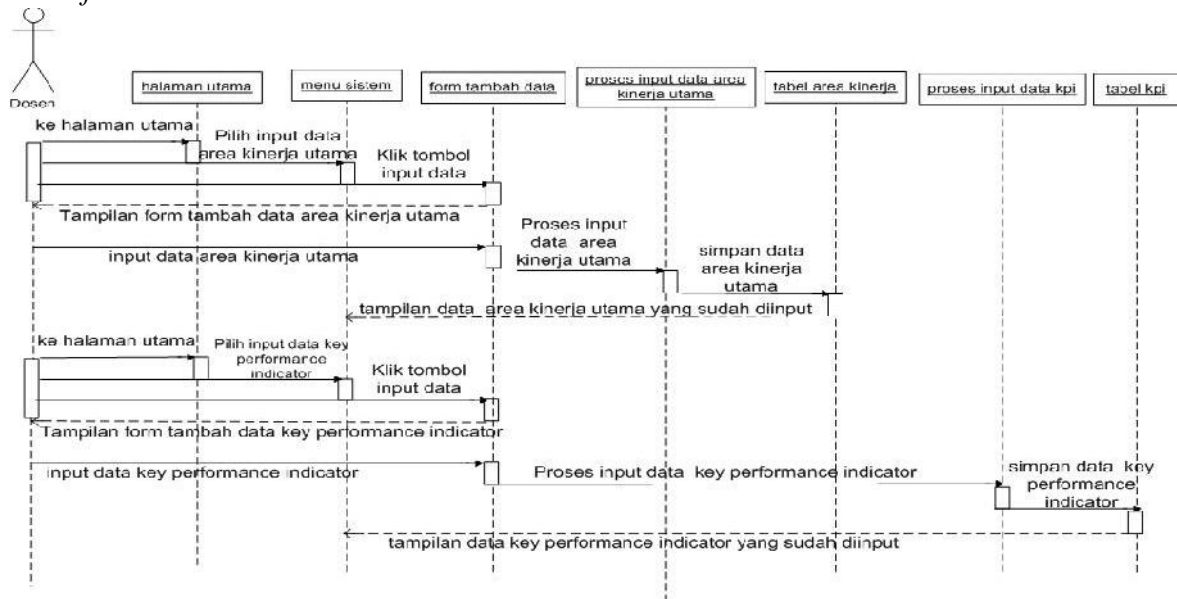 Dosen
halaman utama
menu sistem
form tambah data
proses input data area
kinerja utama
tabel area kinerja
proses input data kpi
tabel kpi
ke halaman utama
Pilih input data
area kinerja utama
Klik tombol
input data
Tampilan form tambah data area kinerja utama
input data area kinerja utama
Proses input
data area
kinerja utama
simpan data
area kinerja
utama
tampilan data area kinerja utama yang sudah diinput
ke halaman utama
Pilih input data key
performance
indicator
Klik tombol
input data
Tampilan form tambah data key performance indicator
input data key performance indicator
Proses input data key performance indicator
simpan data key
performance
indicator
tampilan data key performance indicator yang sudah diinput